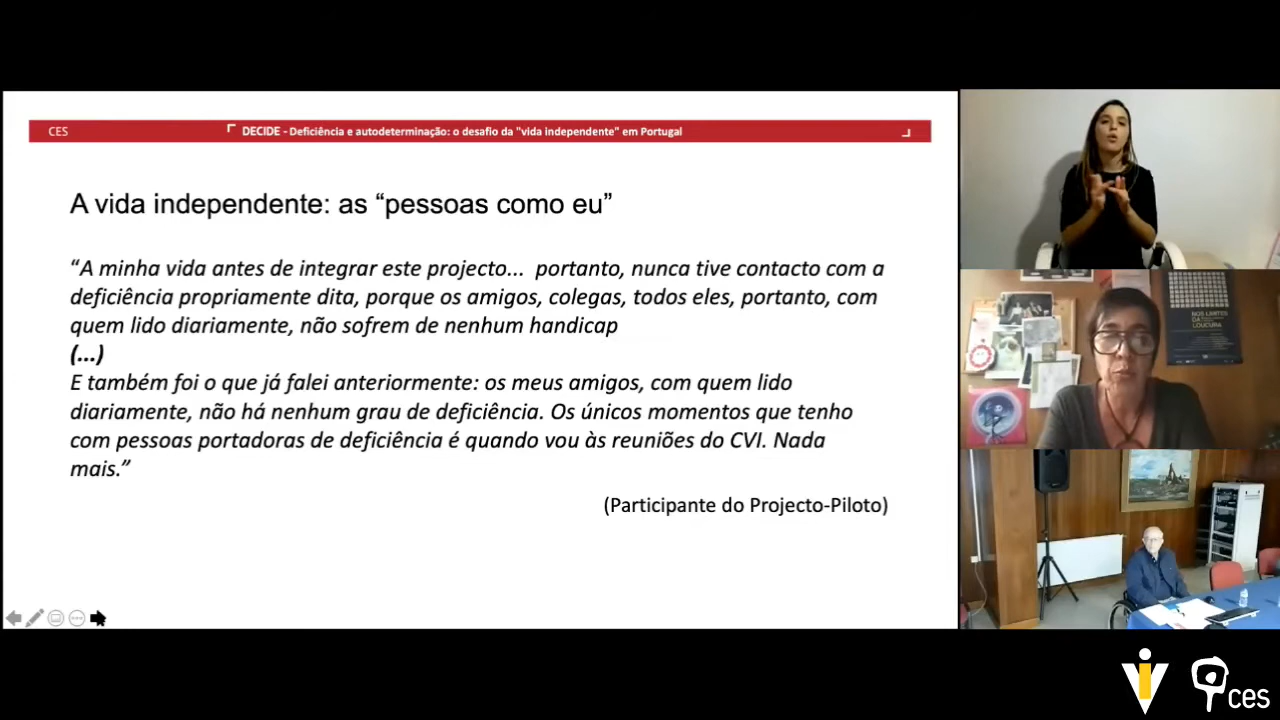 CES
DECIDE - Deficiência e autodeterminação: o desafio da "vida independente" em Portugal
A vida independente: as “pessoas como eu”
“A minha vida antes de integrar este projecto... portanto, nunca tive contacto com a
deficiência propriamente dita, porque os amigos, colegas, todos eles, portanto, com
quem lido diariamente, não sofrem de nenhum handicap
(...)
E também foi o que já falei anteriormente: os meus amigos, com quem lido
diariamente, não há nenhum grau de deficiência. Os únicos momentos que tenho
com pessoas portadoras de deficiência é quando vou às reuniões do CVI. Nada
mais.”
(Participante do Projecto-Piloto)
NOS LIMITES
DA
LOUCURA
iV
ces